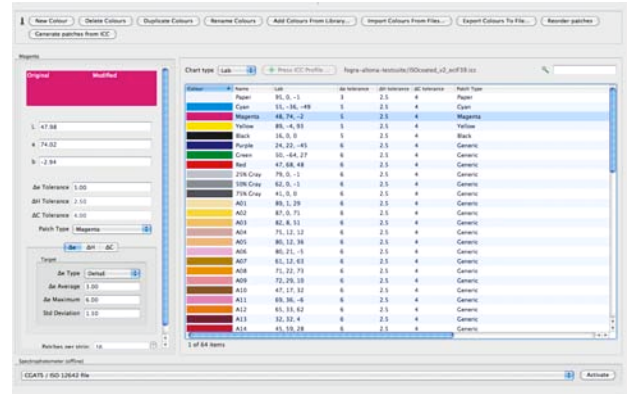 New Colour Delete Colours Duplicate Colours Rename Colours Add Colours From Library... Import Colours From Files... Export Colours To File... Reorder patches
Generate patches from ICC
Magenta
Original Modified
L 47.98
a 74.02
b -2.94
Δe Tolerance 5.00
ΔH Tolerance 2.50
ΔC Tolerance 4.00
Patch Type Magenta
Δe ΔH ΔC
Target
Δe Type Default
Δe Average 3.00
Δe Maximum 6.00
Std Deviation 1.50
Patches per strip: 16
Chart type Lab Press ICC Profile...
Colour Name Lab Δe tolerance ΔH tolerance ΔC tolerance Patch Type
Paper 95, 0, -1 3 2.5 4 Paper
Cyan 55, -36, -49 5 2.5 4 Cyan
Magenta 48, 74, -2 5 2.5 4 Magenta
Yellow 89, -4, 93 5 2.5 4 Yellow
Black 16, 0, 0 5 2.5 4 Black
Purple 24, 22, -45 6 2.5 4 Generic
Green 50, -64, 27 6 2.5 4 Generic
Red 47, 68, 48 6 2.5 4 Generic
25% Gray 79, 0, -1 6 2.5 4 Generic
50% Gray 62, 0, -1 6 2.5 4 Generic
75% Gray 41, 0, 0 6 2.5 4 Generic
A01 89, 1, 29 6 2.5 4 Generic
A02 87, 0, 71 6 2.5 4 Generic
A03 82, 8, 51 6 2.5 4 Generic
A04 75, 12, 12 6 2.5 4 Generic
A05 80, 12, 36 6 2.5 4 Generic
A06 80, 21, -5 6 2.5 4 Generic
A07 61, 12, 63 6 2.5 4 Generic
A08 71, 22, 73 6 2.5 4 Generic
A09 72, 29, 10 6 2.5 4 Generic
A10 47, 17, 32 6 2.5 4 Generic
A11 69, 36, -6 6 2.5 4 Generic
A12 65, 33, 62 6 2.5 4 Generic
A13 32, 32, 4 6 2.5 4 Generic
A14 45, 59, 28 6 2.5 4 Generic
1 of 64 items
Spectrophotometer (offline)
CGATS / ISO 12642 file Activate